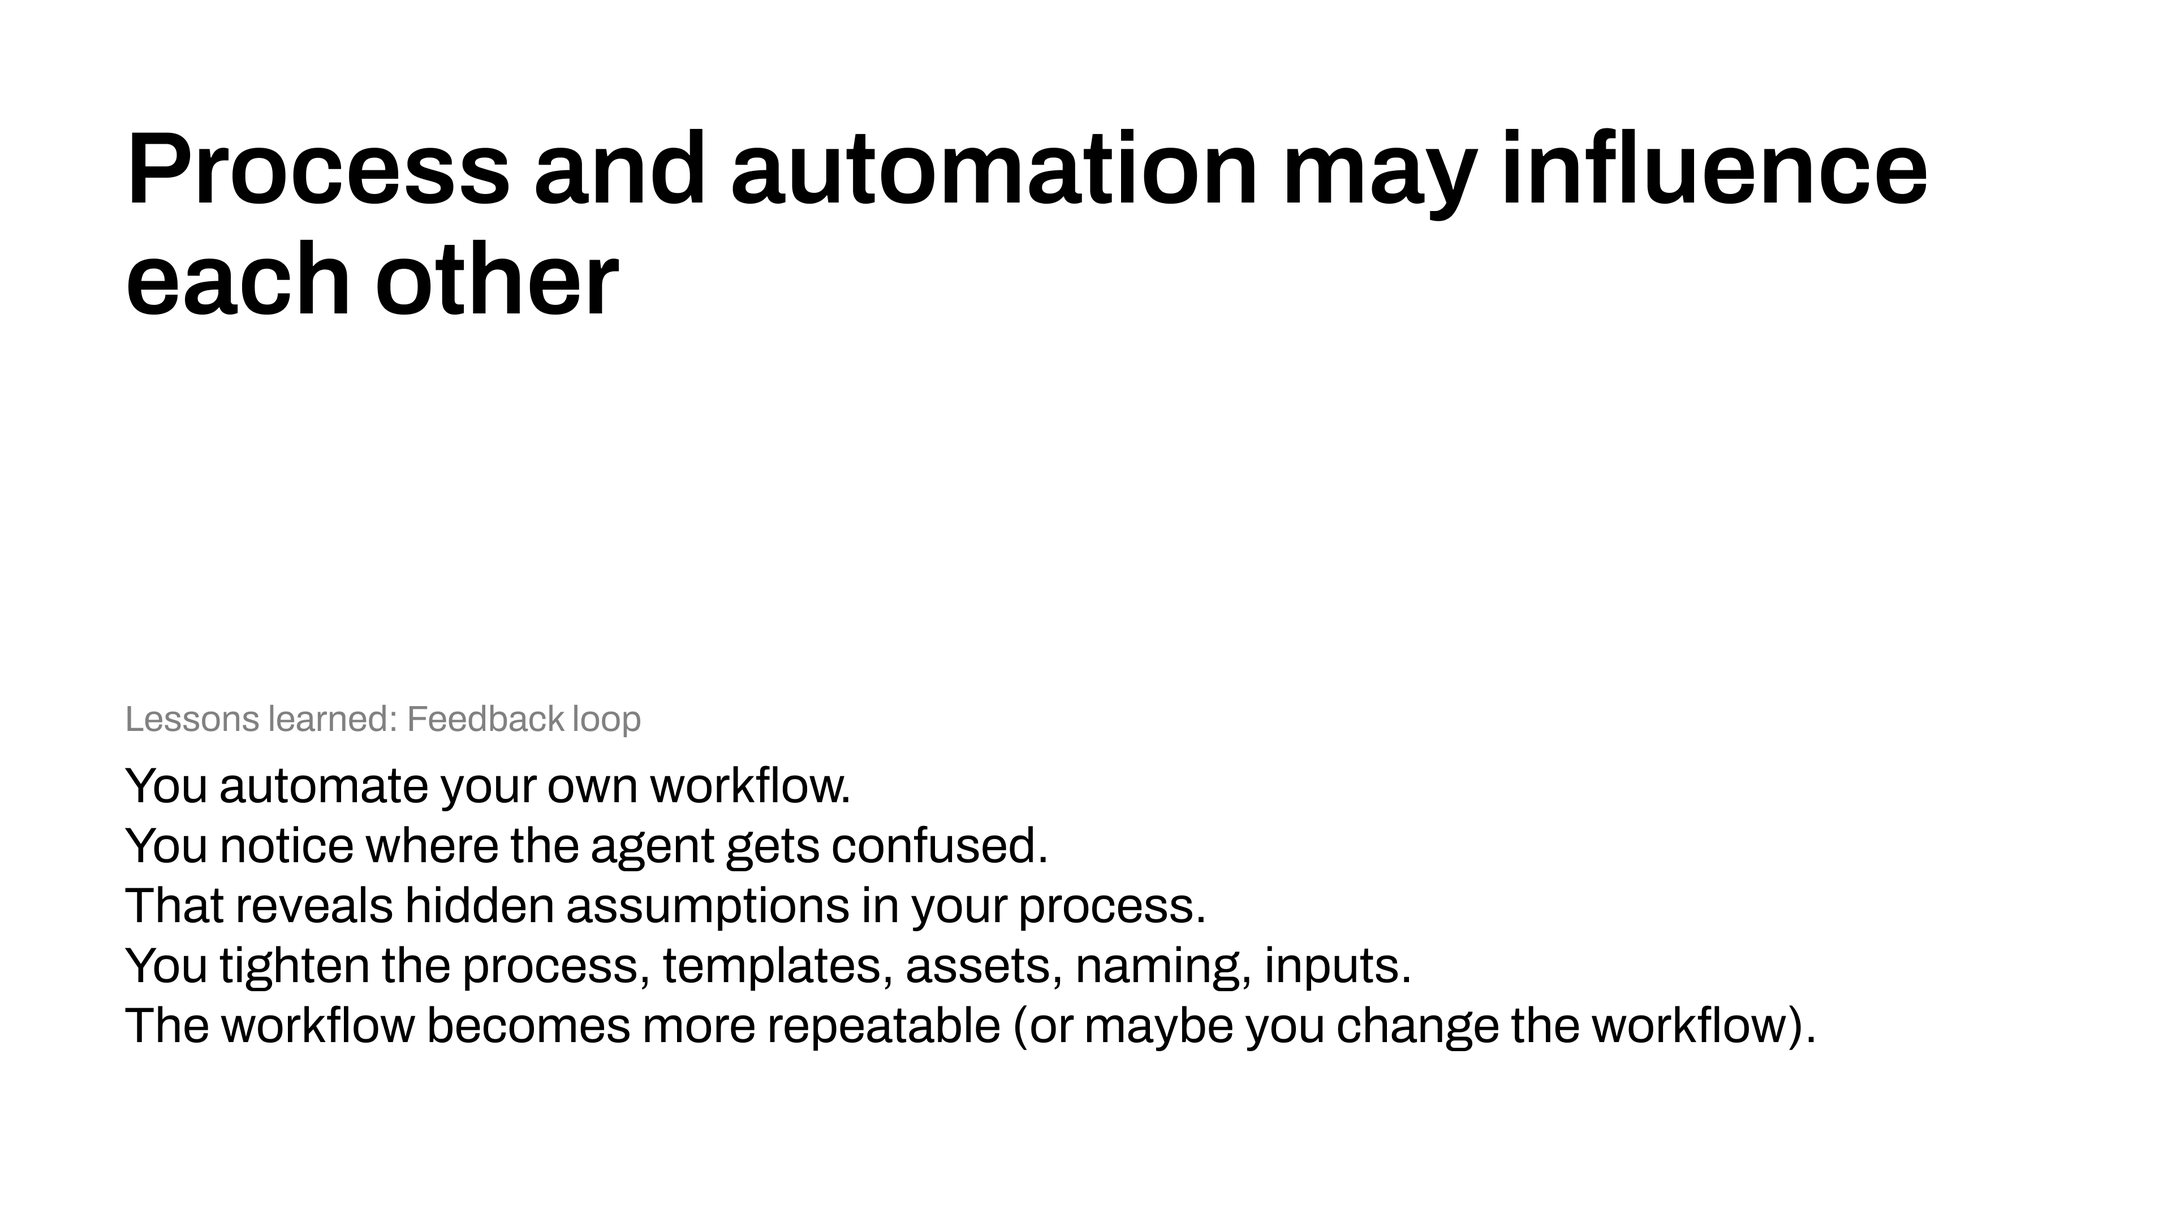 Process and automation may influence
each other
Lessons learned: Feedback loop
You automate your own workflow.
You notice where the agent gets confused.
That reveals hidden assumptions in your process.
You tighten the process, templates, assets, naming, inputs.
The workflow becomes more repeatable (or maybe you change the workflow).